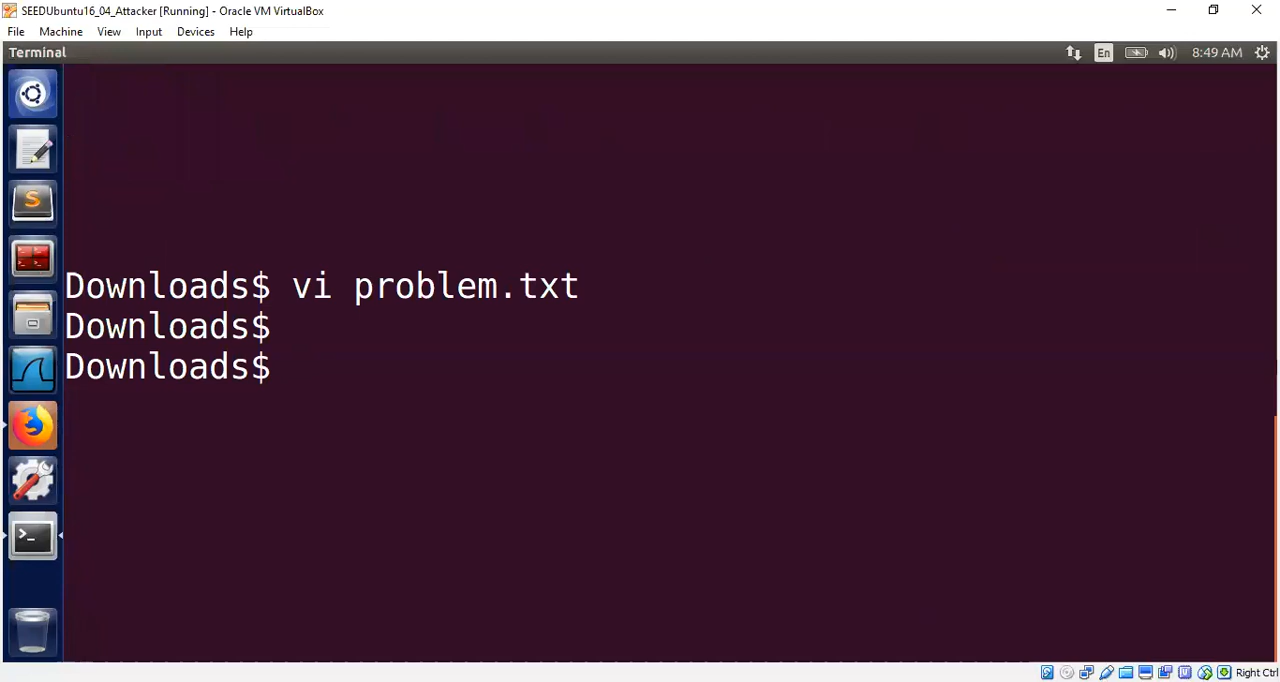 SEEDUbuntu16_04_Attacker [Running] - Oracle VM VirtualBox
File Machine View Input Devices Help
Terminal En 8:49 AM
Downloads$ vi problem.txt
Downloads$
Downloads$
Right Ctrl